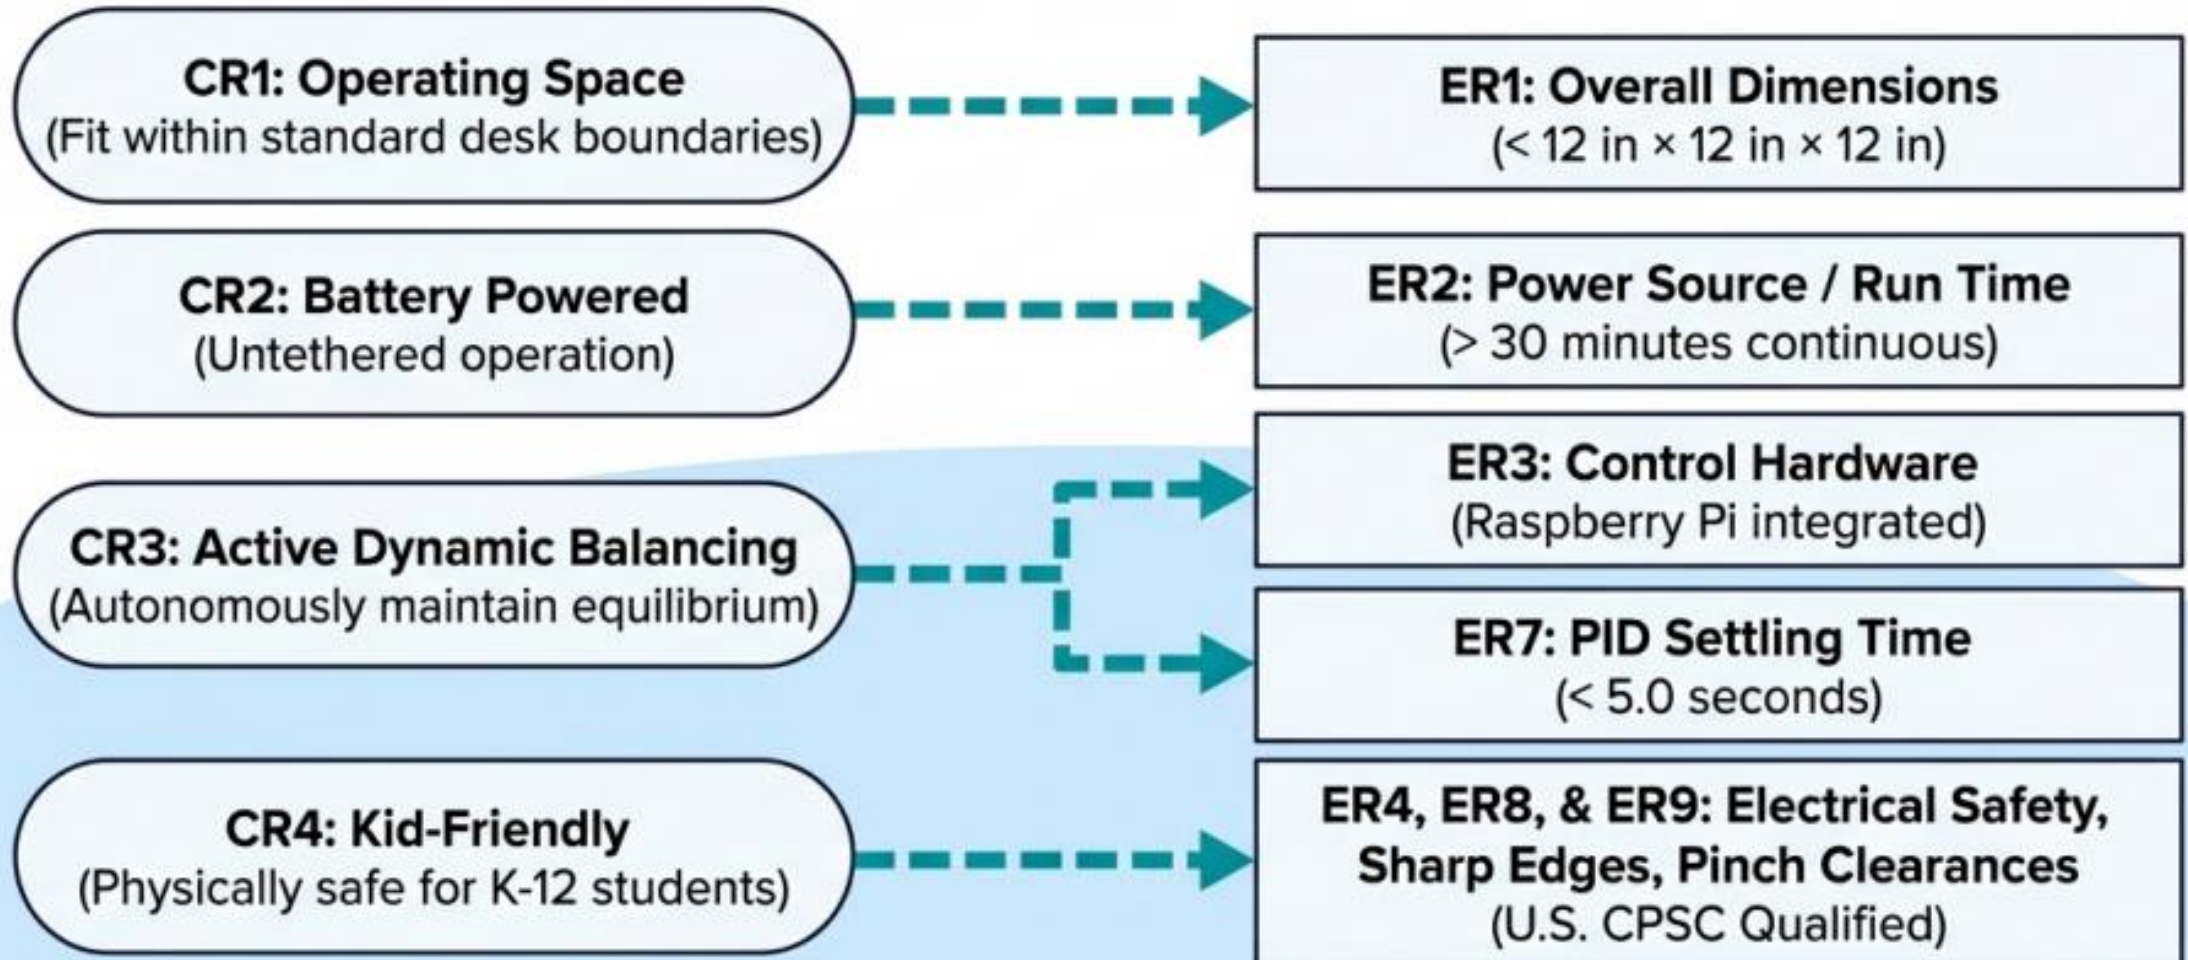 CR1: Operating Space
(Fit within standard desk boundaries)
ER1: Overall Dimensions
(< 12 in × 12 in × 12 in)
CR2: Battery Powered
(Untethered operation)
ER2: Power Source / Run Time
(> 30 minutes continuous)
CR3: Active Dynamic Balancing
(Autonomously maintain equilibrium)
ER3: Control Hardware
(Raspberry Pi integrated)
ER7: PID Settling Time
(< 5.0 seconds)
CR4: Kid-Friendly
(Physically safe for K-12 students)
ER4, ER8, & ER9: Electrical Safety,
Sharp Edges, Pinch Clearances
(U.S. CPSC Qualified)